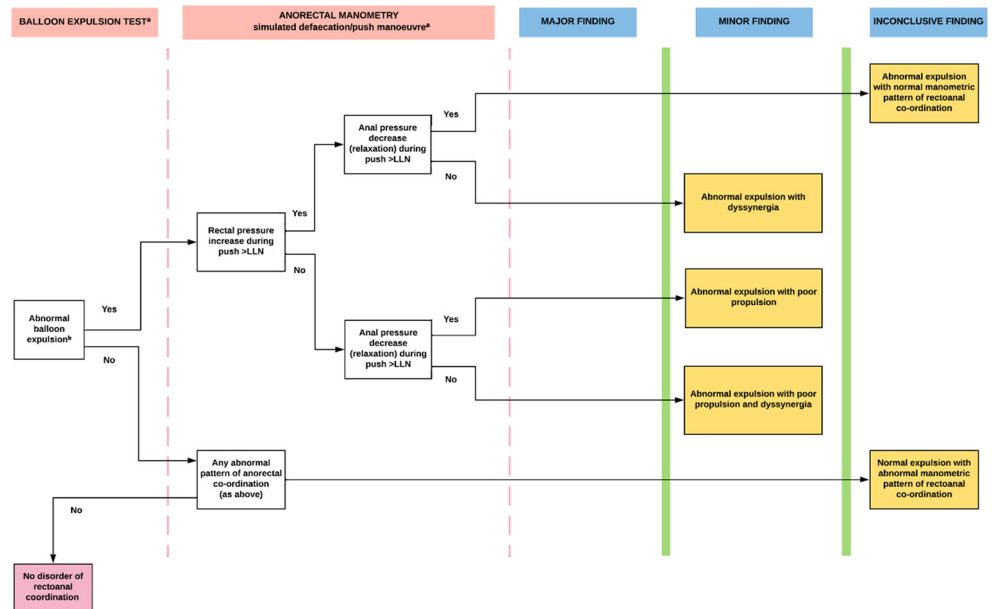 BALLOON EXPULSION TESTᵃ
ANORECTAL MANOMETRY
simulated defaecation/push manoeuvreᵃ
MAJOR FINDING
MINOR FINDING
INCONCLUSIVE FINDING
Abnormal expulsion
with normal manometric
pattern of rectoanal
co-ordination
Yes
Anal pressure
decrease
(relaxation) during
push >LLN
No
Abnormal expulsion with
dyssynergia
Yes
Rectal pressure
increase during
push >LLN
No
Abnormal expulsion with poor
propulsion
Yes
Abnormal
balloon
expulsionᵇ
Yes
Anal pressure
decrease
(relaxation) during
push >LLN
No
No
Abnormal expulsion with poor
propulsion and dyssynergia
Any abnormal
pattern of anorectal
co-ordination
(as above)
Normal expulsion with
abnormal manometric
pattern of rectoanal
co-ordination
No
No disorder of
rectoanal
coordination